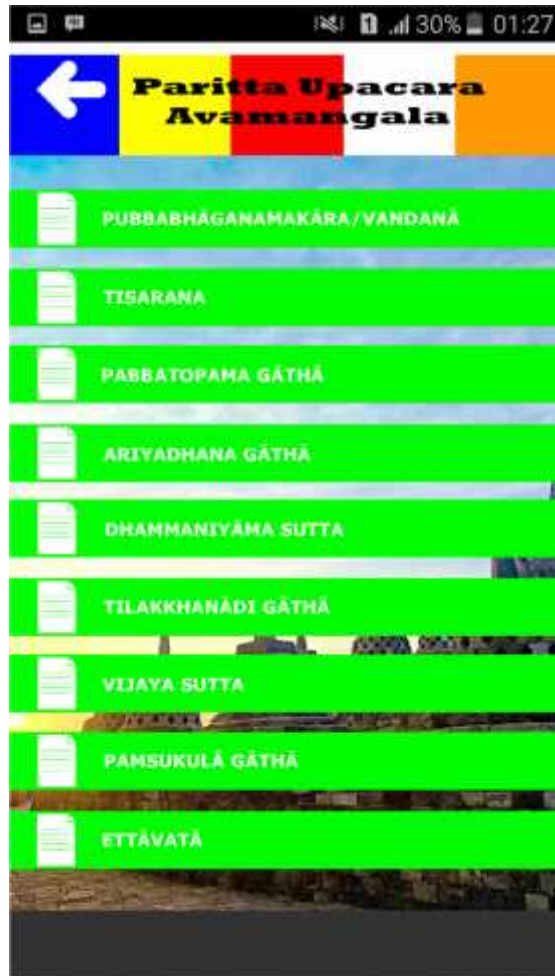 30% 01:27
Paritta Upacara
Avamangala
PUBBABHĀGANAMAKĀRA/VANDANĀ
TISARANA
PABBATOPAMA GĀTHĀ
ARIYADHANA GĀTHĀ
DHAMMANIYĀMA SUTTA
TILAKKHANĀDI GĀTHĀ
VIJAYA SUTTA
PAMSUKULĀ GĀTHĀ
ETTĀVATĀ